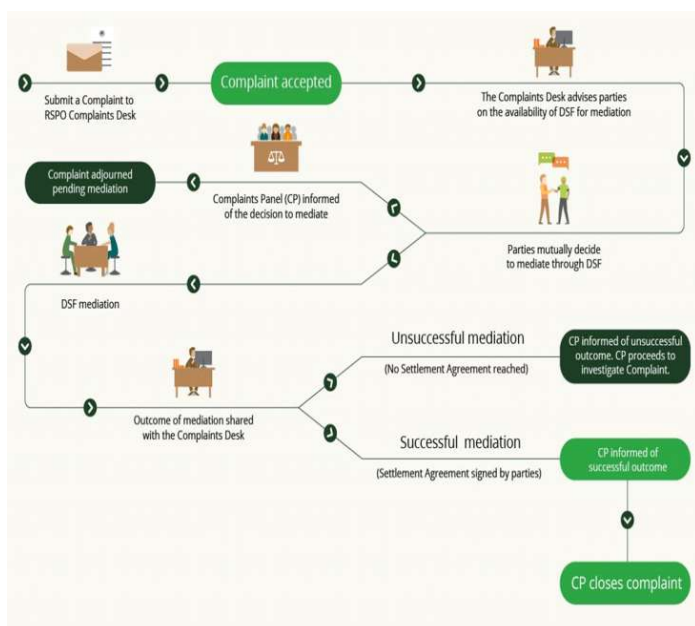 Submit a Complaint to
RSPO Complaints Desk
Complaint accepted
The Complaints Desk advises parties
on the availability of DSF for mediation
Parties mutually decide
to mediate through DSF
Complaints Panel (CP) informed
of the decision to mediate
Complaint adjourned
pending mediation
DSF mediation
Outcome of mediation shared
with the Complaints Desk
Unsuccessful mediation
(No Settlement Agreement reached)
CP informed of unsuccessful
outcome. CP proceeds to
investigate Complaint.
Successful mediation
(Settlement Agreement signed by parties)
CP informed of
successful outcome
CP closes complaint